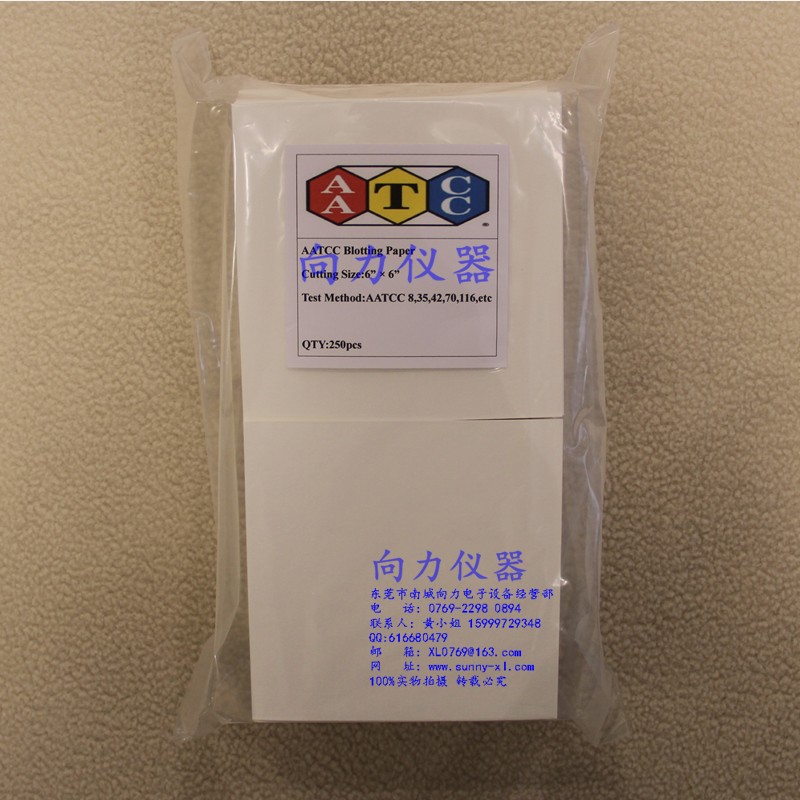 AATCC
®
AATCC Blotting Paper
向力仪器
Cutting Size:6” × 6”
Test Method:AATCC 8,35,42,70,116,etc
QTY:250pcs
向力仪器
东莞市南城向力电子设备经营部
电 话: 0769-2298 0894
联系人: 黄小姐 15999729348
QQ:616680479
邮 箱: XL0769@163.com
网 址: www.sunny-xl.com
100%实物拍摄 转载必究